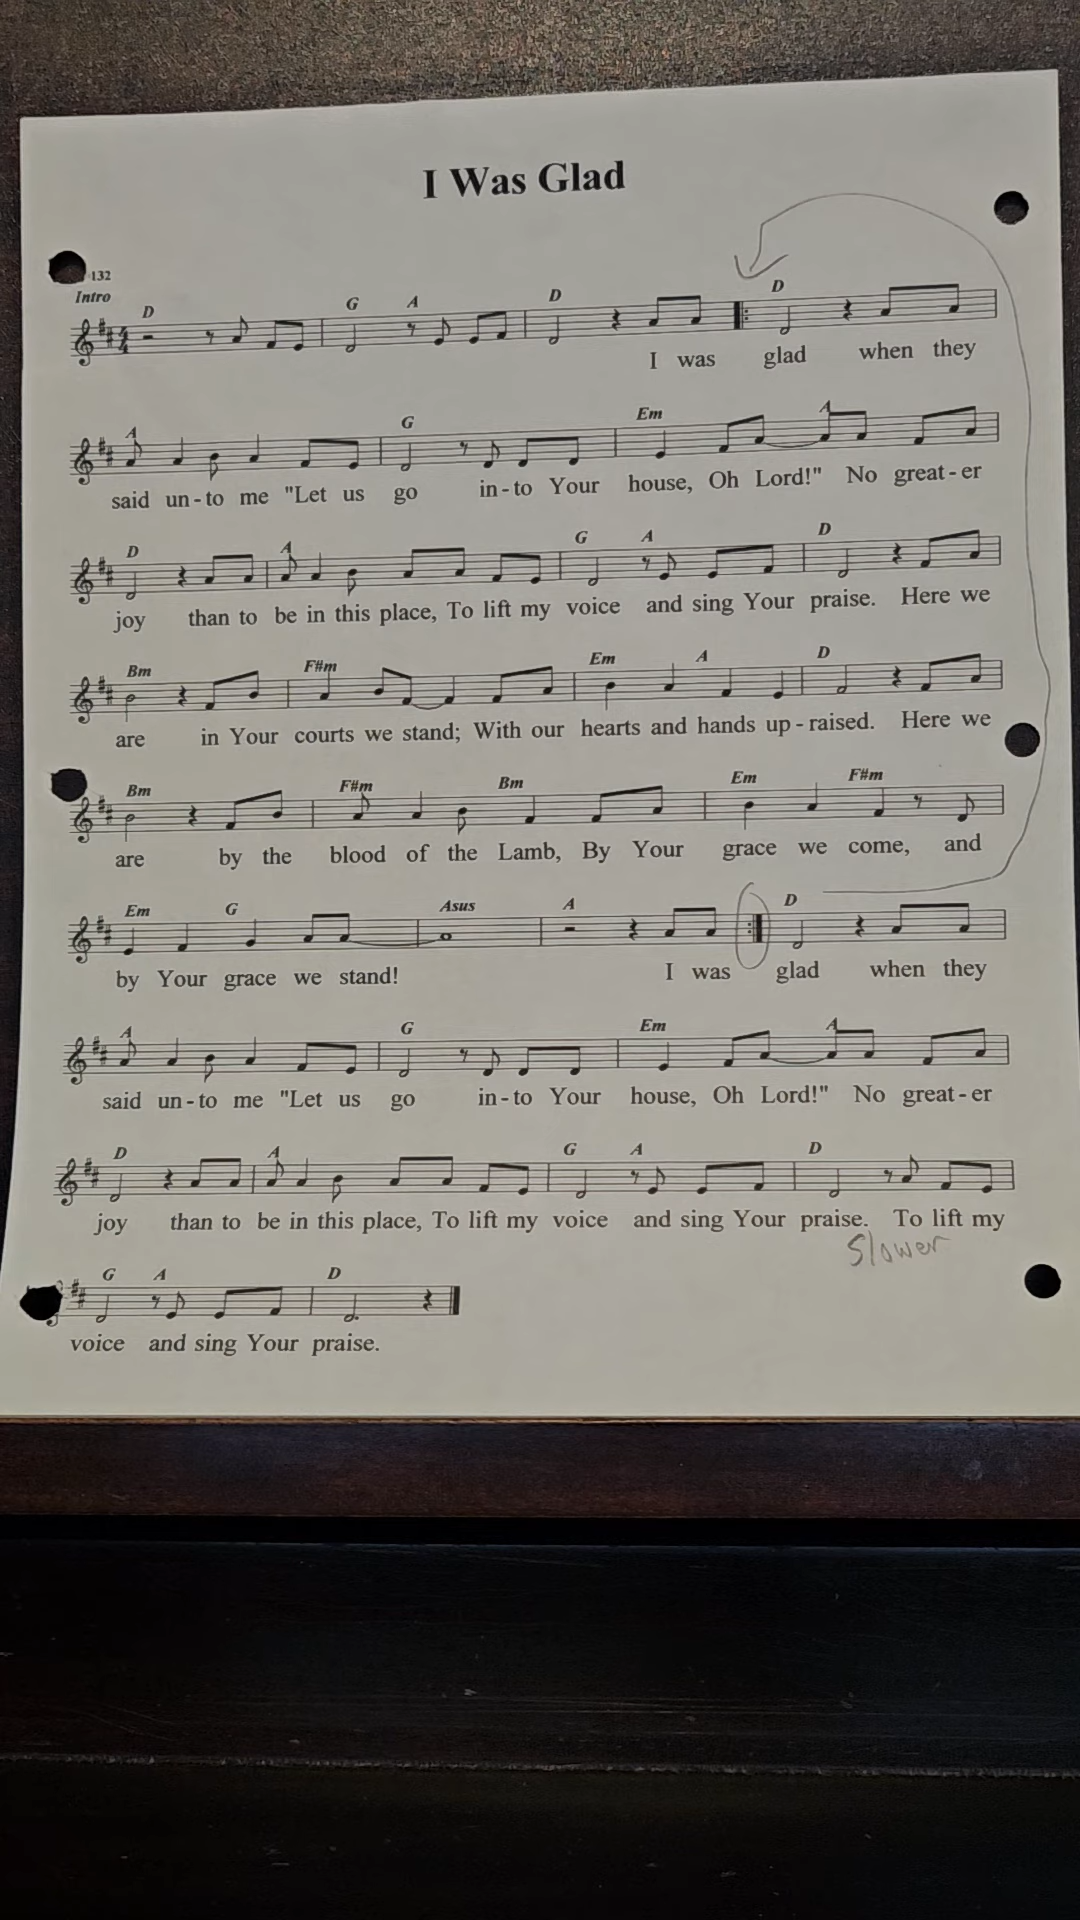 I Was Glad
132
Intro
D G A D D
I was glad when they
A G Em A
said un-to me "Let us go in-to Your house, Oh Lord!" No great-er
D A G A D
joy than to be in this place, To lift my voice and sing Your praise. Here we
Bm F#m Em A D
are in Your courts we stand; With our hearts and hands up-raised. Here we
Bm F#m Bm Em F#m
are by the blood of the Lamb, By Your grace we come, and
Em G Asus A D
by Your grace we stand! I was glad when they
A G Em A
said un-to me "Let us go in-to Your house, Oh Lord!" No great-er
D A G A D
joy than to be in this place, To lift my voice and sing Your praise. To lift my
Slower
G A D
voice and sing Your praise.